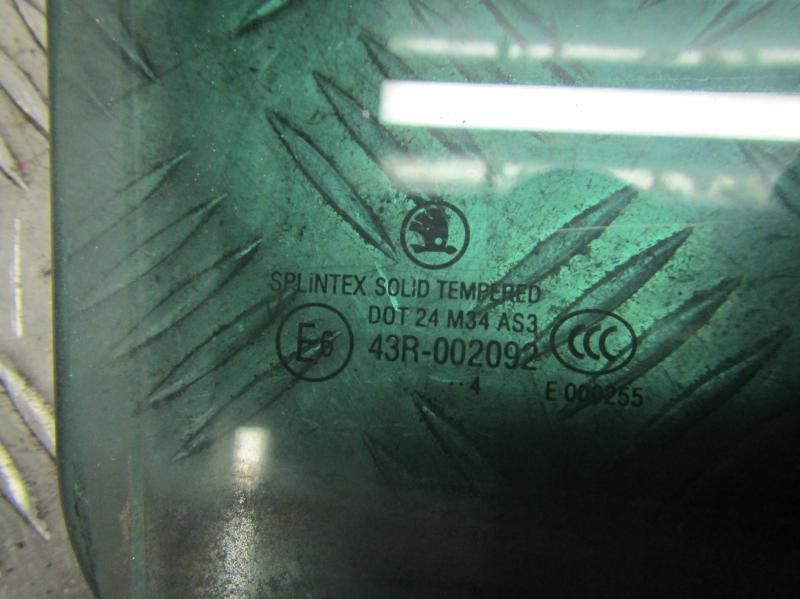 SPLiNTEX SOLID TEMPERED
DOT 24 M34 AS3
E6 43R-002092 CCC
··4 E 000255